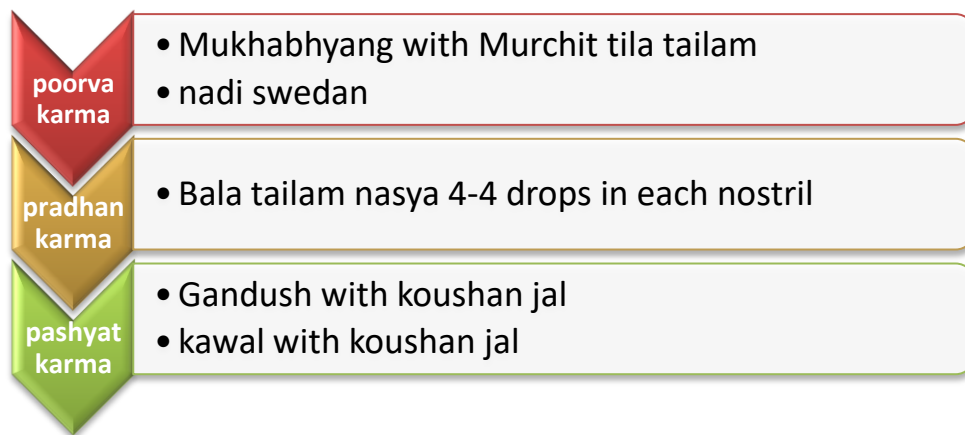 poorva
karma
• Mukhabhyang with Murchit tila tailam
• nadi swedan
pradhan
karma
• Bala tailam nasya 4-4 drops in each nostril
pashyat
karma
• Gandush with koushan jal
• kawal with koushan jal